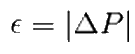 ϵ = |ΔP|